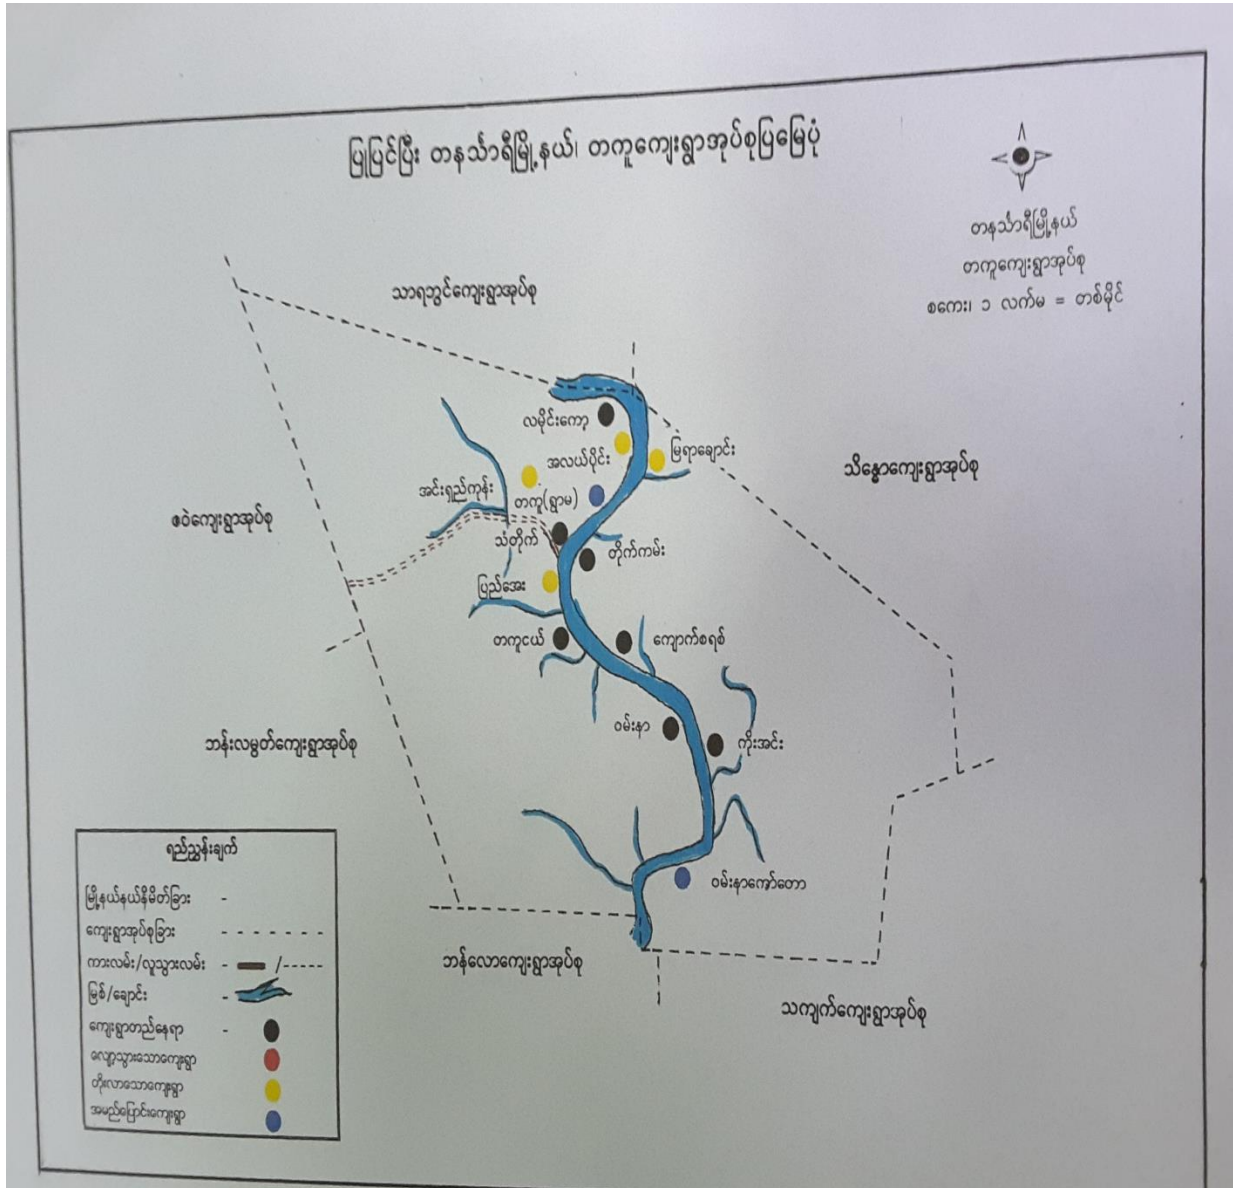 ပြုပြင်ပြီး တနင်္သာရီမြို့နယ်၊ တကူကျေးရွာအုပ်စုပြမြေပုံ
တနင်္သာရီမြို့နယ်
တကူကျေးရွာအုပ်စု
စကေး၊ ၁ လက်မ = တစ်မိုင်
သာရဘွင်ကျေးရွာအုပ်စု
လမိုင်းကော့
အလယ်ပိုင်း
မြရာချောင်း
သိန္ဓောကျေးရွာအုပ်စု
အင်းရှည်ကုန်း
တကူ(ရွာမ)
ဧဝဲကျေးရွာအုပ်စု
သံတိုက်
တိုက်ကမ်း
ပြည်အေး
တကူငယ်
ကျောက်စရစ်
ဝမ်းနာ
ကိုးအင်း
ဘန်းလမွတ်ကျေးရွာအုပ်စု
ဝမ်းနာကော်တော
ဘန်လောကျေးရွာအုပ်စု
သကျက်ကျေးရွာအုပ်စု
ရည်ညွှန်းချက်
မြို့နယ်နယ်နိမိတ်ခြား -
ကျေးရွာအုပ်စုခြား - - - - - - - -
ကားလမ်း/လူသွားလမ်း - /-----
မြစ်/ချောင်း -
ကျေးရွာတည်နေရာ -
လျော့သွားသောကျေးရွာ
တိုးလာသောကျေးရွာ
အမည်ပြောင်းကျေးရွာ